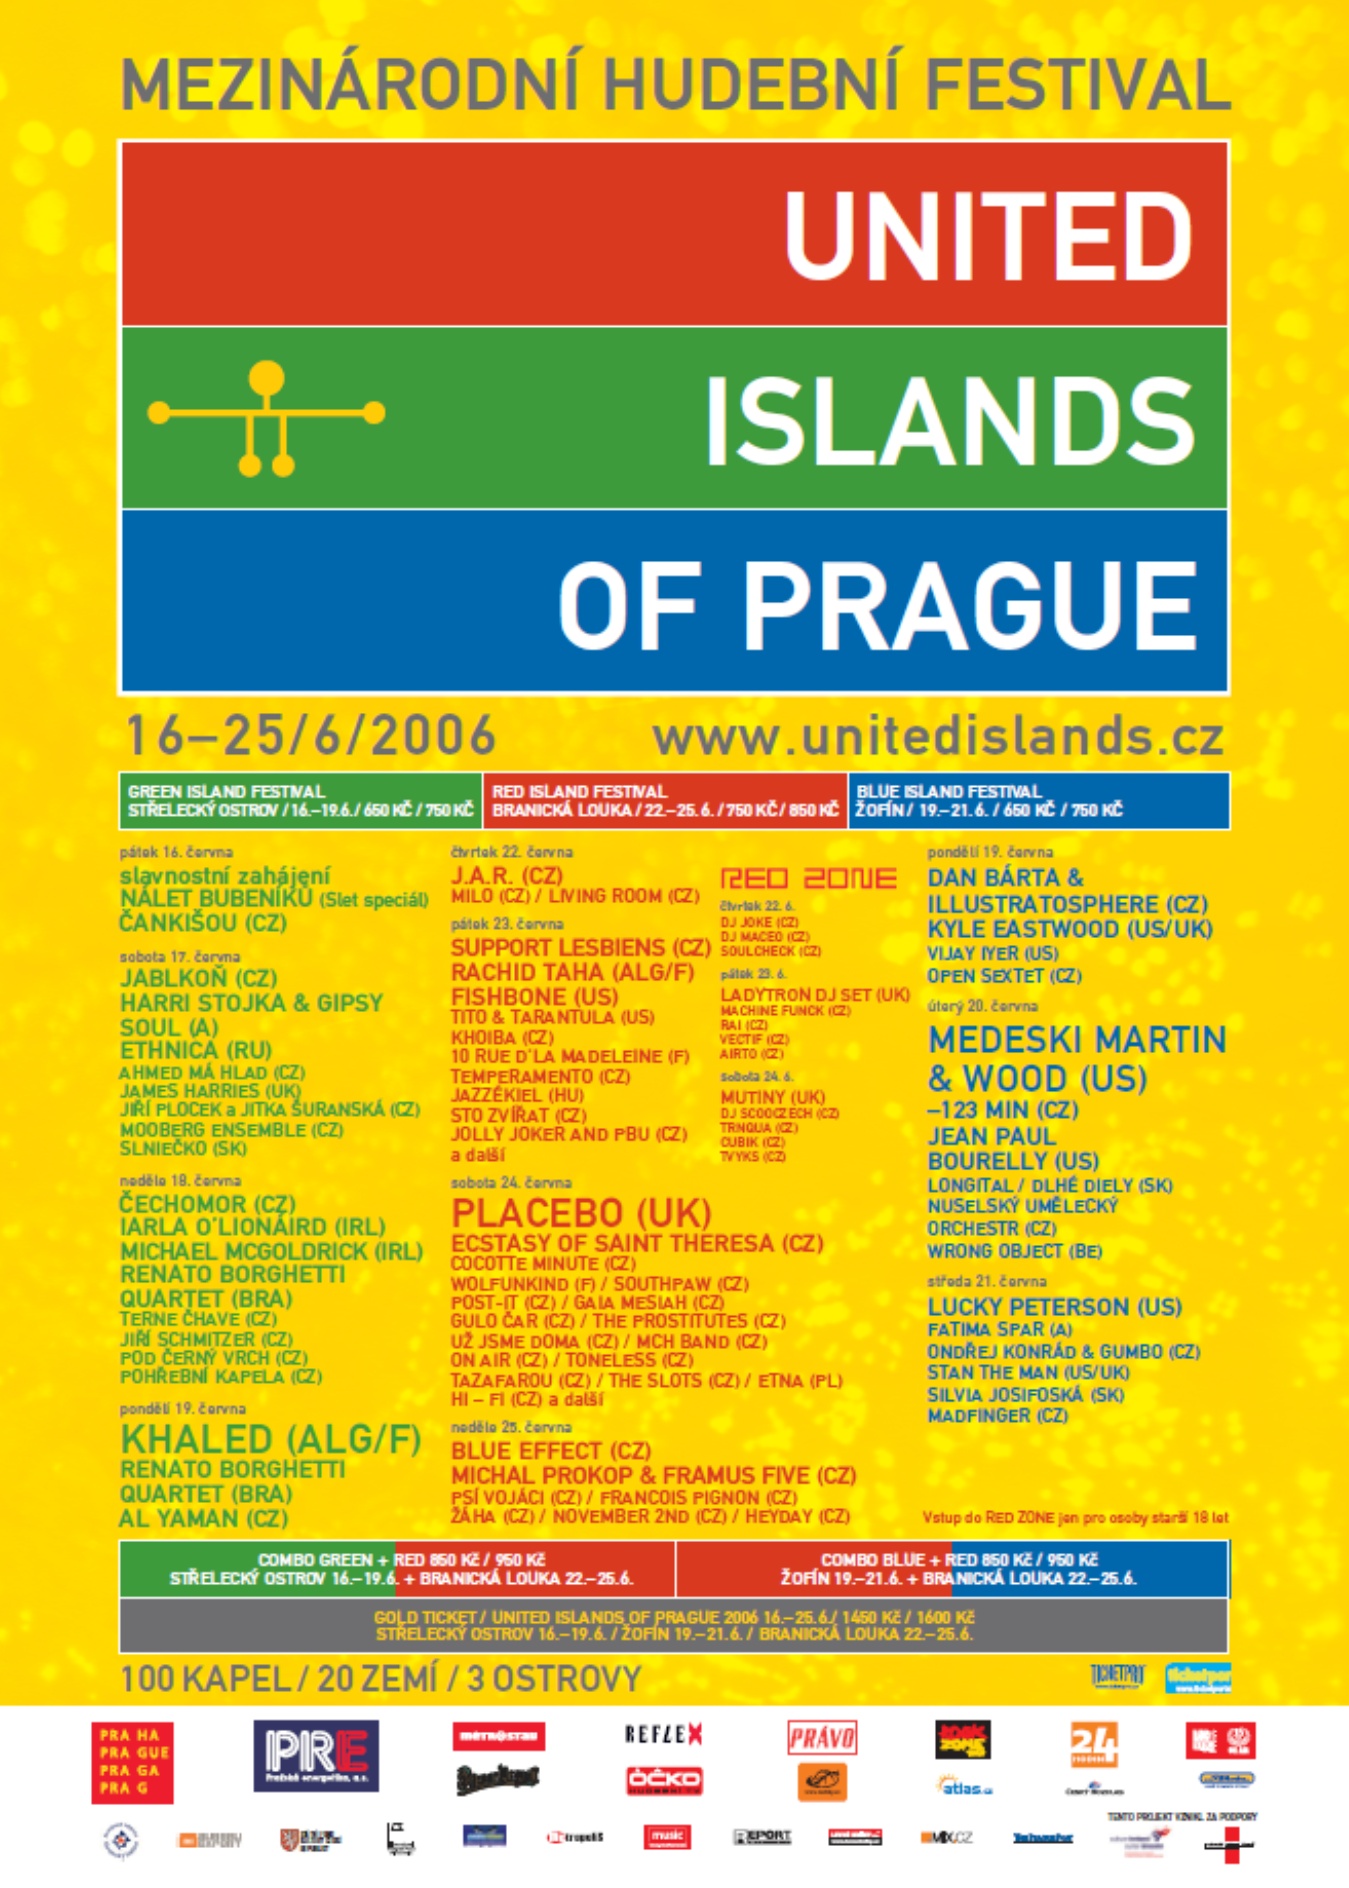 MEZINÁRODNÍ HUDEBNÍ FESTIVAL
UNITED
ISLANDS
OF PRAGUE
16–25/6/2006
www.unitedislands.cz
GREEN ISLAND FESTIVAL
STŘELECKÝ OSTROV / 16.–19.6. / 650 KČ / 750 KČ
RED ISLAND FESTIVAL
BRANICKÁ LOUKA / 22.–25. 6. / 750 KČ / 850 KČ
BLUE ISLAND FESTIVAL
ŽOFÍN / 19.–21. 6. / 650 KČ / 750 KČ
pátek 16. června
slavnostní zahájení
NÁLET BUBENÍKŮ (Slet speciál)
ČANKIŠOU (CZ)
sobota 17. června
JABLKOŇ (CZ)
HARRI STOJKA & GIPSY
SOUL (A)
ETHNICA (RU)
AHMED MÁ HLAD (CZ)
JAMES HARRIES (UK)
JIŘÍ PLOCEK a JITKA ŠURANSKÁ (CZ)
MOOBERG ENSEMBLE (CZ)
SLNIEČKO (SK)
neděle 18. června
ČECHOMOR (CZ)
IARLA O'LIONÁIRD (IRL)
MICHAEL MCGOLDRICK (IRL)
RENATO BORGHETTI
QUARTET (BRA)
TERNE ČHAVE (CZ)
JIŘÍ SCHMITZER (CZ)
POD ČERNÝ VRCH (CZ)
POHŘEBNÍ KAPELA (CZ)
pondělí 19. června
KHALED (ALG/F)
RENATO BORGHETTI
QUARTET (BRA)
AL YAMAN (CZ)
čtvrtek 22. června
J.A.R. (CZ)
MILO (CZ) / LIVING ROOM (CZ)
pátek 23. června
SUPPORT LESBIENS (CZ)
RACHID TAHA (ALG/F)
FISHBONE (US)
TITO & TARANTULA (US)
KHOIBA (CZ)
10 RUE D'LA MADELEINE (F)
TEMPERAMENTO (CZ)
JAZZĚKIEL (HU)
STO ZVÍŘAT (CZ)
JOLLY JOKER AND PBU (CZ)
a další
sobota 24. června
PLACEBO (UK)
ECSTASY OF SAINT THERESA (CZ)
COCOTTE MINUTE (CZ)
WOLFUNKIND (F) / SOUTHPAW (CZ)
POST-IT (CZ) / GAIA MESIAH (CZ)
GULO ČAR (CZ) / THE PROSTITUTES (CZ)
UŽ JSME DOMA (CZ) / MCH BAND (CZ)
ON AIR (CZ) / TONELESS (CZ)
TAZAFAROU (CZ) / THE SLOTS (CZ) / ETNA (PL)
HI – FI (CZ) a další
neděle 25. června
BLUE EFFECT (CZ)
MICHAL PROKOP & FRAMUS FIVE (CZ)
PSÍ VOJÁCI (CZ) / FRANCOIS PIGNON (CZ)
ŽÁHA (CZ) / NOVEMBER 2ND (CZ) / HEYDAY (CZ)
RED ZONE
čtvrtek 22. 6.
DJ JOKE (CZ)
DJ MACEO (CZ)
SOULCHECK (CZ)
pátek 23. 6.
LADYTRON DJ SET (UK)
MACHINE FUNCK (CZ)
RAI (CZ)
VECTIF (CZ)
AIRTO (CZ)
sobota 24. 6.
MUTINY (UK)
DJ SCOOCZECH (CZ)
TRNQUA (CZ)
CUBIK (CZ)
TVYKS (CZ)
pondělí 19. června
DAN BÁRTA &
ILLUSTRATOSPHERE (CZ)
KYLE EASTWOOD (US/UK)
VIJAY IYER (US)
OPEN SEXTET (CZ)
úterý 20. června
MEDESKI MARTIN
& WOOD (US)
–123 MIN (CZ)
JEAN PAUL
BOURELLY (US)
LONGITAL / DLHÉ DIELY (SK)
NUSELSKÝ UMĚLECKÝ
ORCHESTR (CZ)
WRONG OBJECT (BE)
středa 21. června
LUCKY PETERSON (US)
FATIMA SPAR (A)
ONDŘEJ KONRÁD & GUMBO (CZ)
STAN THE MAN (US/UK)
SILVIA JOSIFOSKÁ (SK)
MADFINGER (CZ)
Vstup do RED ZONE jen pro osoby starší 18 let
COMBO GREEN + RED 850 KČ / 950 KČ
STŘELECKÝ OSTROV 16.–19.6. + BRANICKÁ LOUKA 22.–25.6.
COMBO BLUE + RED 850 KČ / 950 KČ
ŽOFÍN 19.–21.6. + BRANICKÁ LOUKA 22.–25.6.
GOLD TICKET / UNITED ISLANDS OF PRAGUE 2006 16.–25.6./ 1450 KČ / 1600 KČ
STŘELECKÝ OSTROV 16.–19.6. / ŽOFÍN 19.–21.6. / BRANICKÁ LOUKA 22.–25.6.
100 KAPEL / 20 ZEMÍ / 3 OSTROVY
TICKETPRO
PRA HA
PRA GUE
PRA GA
PRA G
PRE
Pražská energetika, a.s.
METROSTAV
REFLEX
ÓČKO
PRÁVO
atlas.cz
24
HODIN
TENTO PROJEKT VZNIKL ZA PODPORY
music
REPORT
MIX.CZ